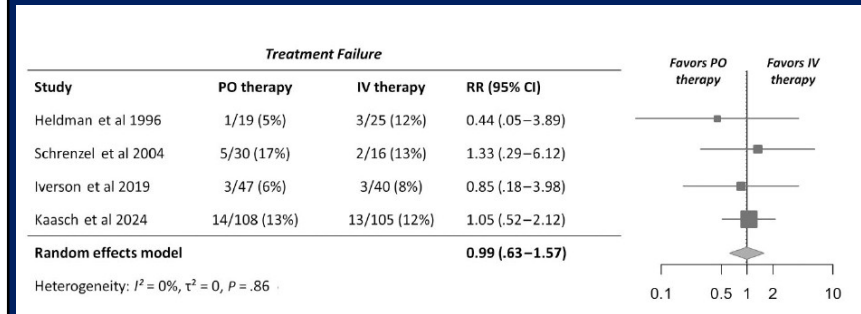 Treatment Failure
Favors PO therapy
Favors IV therapy
Study PO therapy IV therapy RR (95% CI)
Heldman et al 1996 1/19 (5%) 3/25 (12%) 0.44 (.05–3.89)
Schrenzel et al 2004 5/30 (17%) 2/16 (13%) 1.33 (.29–6.12)
Iverson et al 2019 3/47 (6%) 3/40 (8%) 0.85 (.18–3.98)
Kaasch et al 2024 14/108 (13%) 13/105 (12%) 1.05 (.52–2.12)
Random effects model 0.99 (.63–1.57)
Heterogeneity: I² = 0%, τ² = 0, P = .86
0.1 0.5 1 2 10